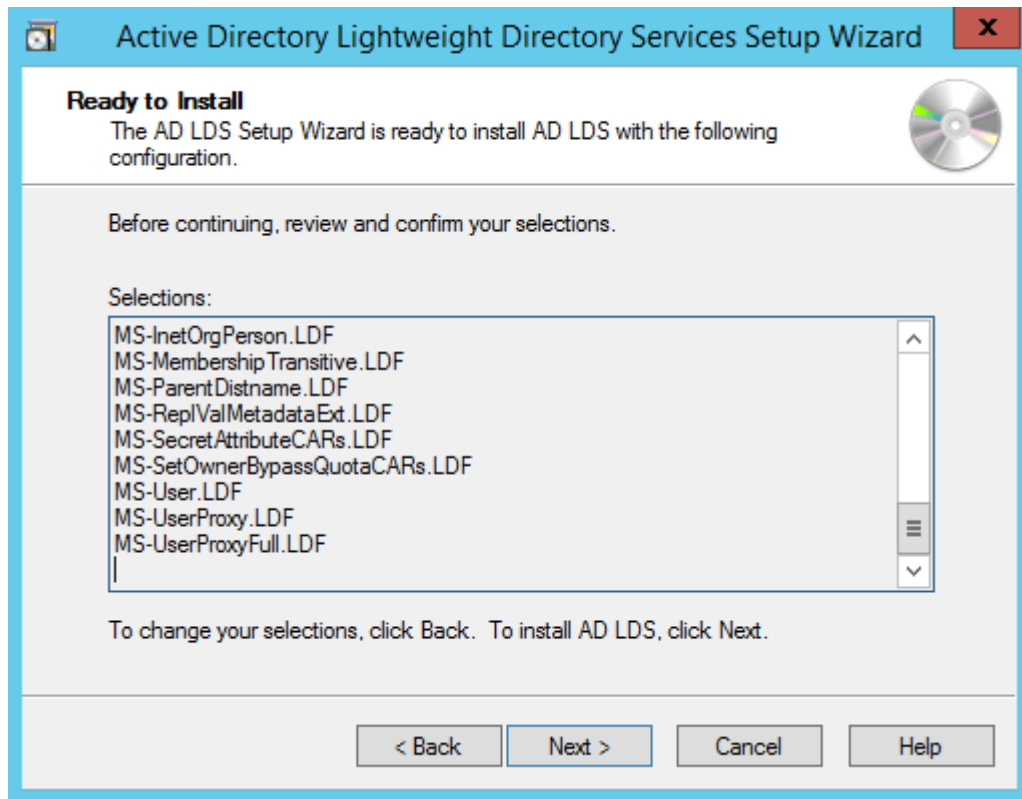 Active Directory Lightweight Directory Services Setup Wizard
x
Ready to Install
The AD LDS Setup Wizard is ready to install AD LDS with the following
configuration.
Before continuing, review and confirm your selections.
Selections:
MS-InetOrgPerson.LDF
MS-MembershipTransitive.LDF
MS-ParentDistname.LDF
MS-ReplValMetadataExt.LDF
MS-SecretAttributeCARs.LDF
MS-SetOwnerBypassQuotaCARs.LDF
MS-User.LDF
MS-UserProxy.LDF
MS-UserProxyFull.LDF
To change your selections, click Back. To install AD LDS, click Next.
< Back Next > Cancel Help